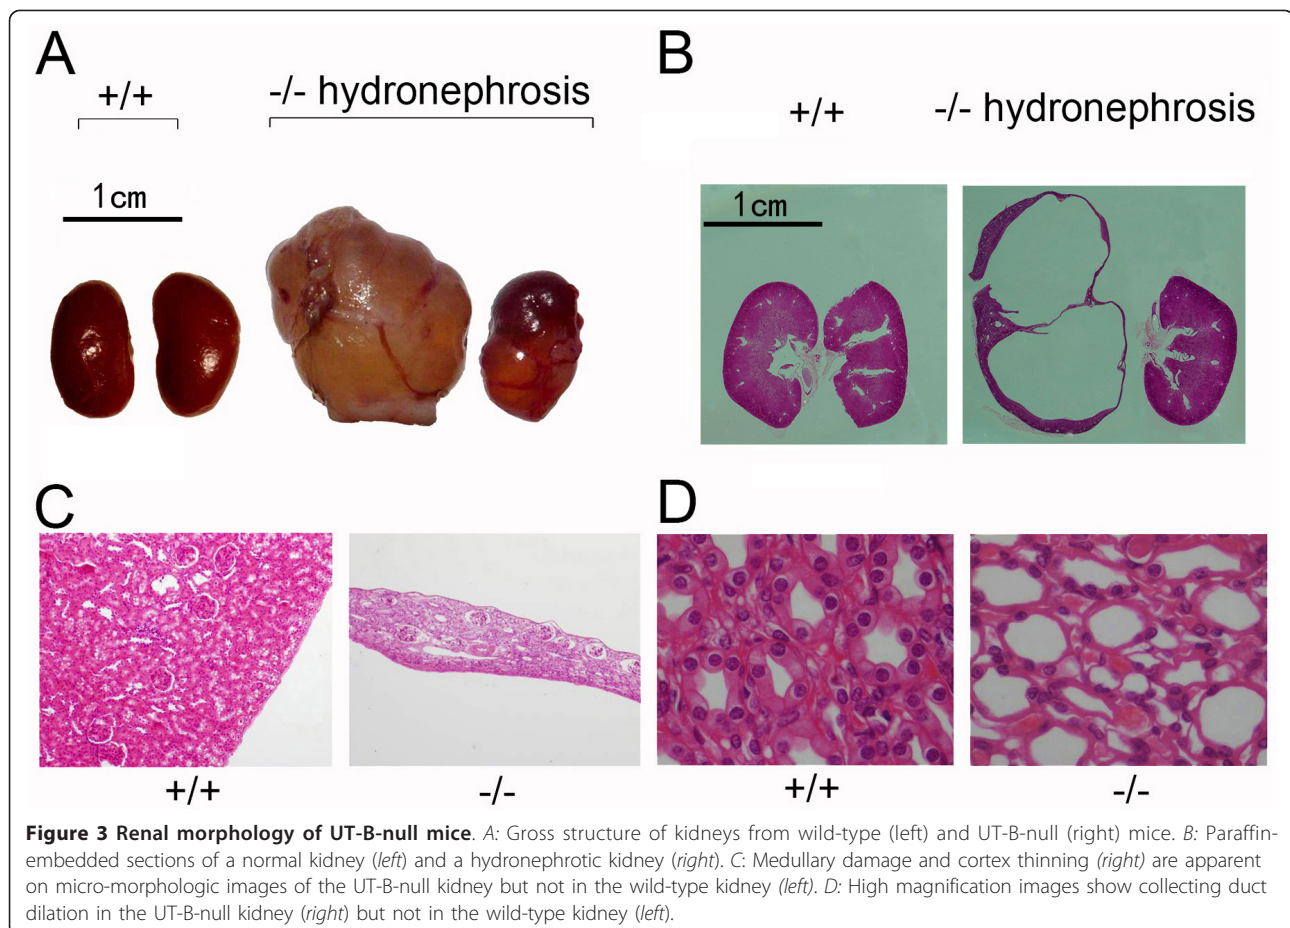 A
+/+
-/- hydronephrosis
1cm
B
+/+
-/- hydronephrosis
1cm
C
+/+
-/-
D
+/+
-/-
Figure 3 Renal morphology of UT-B-null mice. A: Gross structure of kidneys from wild-type (left) and UT-B-null (right) mice. B: Paraffin-
embedded sections of a normal kidney (left) and a hydronephrotic kidney (right). C: Medullary damage and cortex thinning (right) are apparent
on micro-morphologic images of the UT-B-null kidney but not in the wild-type kidney (left). D: High magnification images show collecting duct
dilation in the UT-B-null kidney (right) but not in the wild-type kidney (left).